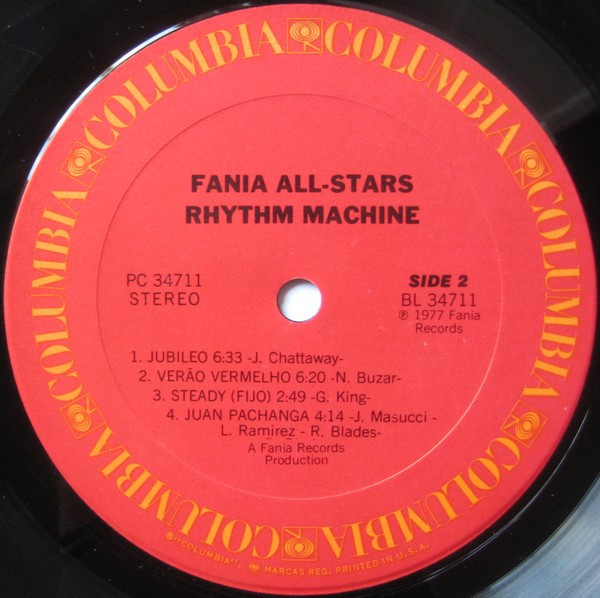 COLUMBIA COLUMBIA COLUMBIA COLUMBIA COLUMBIA COLUMBIA
FANIA ALL-STARS
RHYTHM MACHINE
PC 34711
STEREO
SIDE 2
BL 34711
℗ 1977 Fania
Records
1. JUBILEO 6:33 -J. Chattaway-
2. VERÃO VERMELHO 6:20 -N. Buzar-
3. STEADY (FIJO) 2:49 -G. King-
4. JUAN PACHANGA 4:14 -J. Masucci -
L. Ramirez - R. Blades-
A Fania Records
Production
®"COLUMBIA", MARCAS REG. PRINTED IN U.S.A.